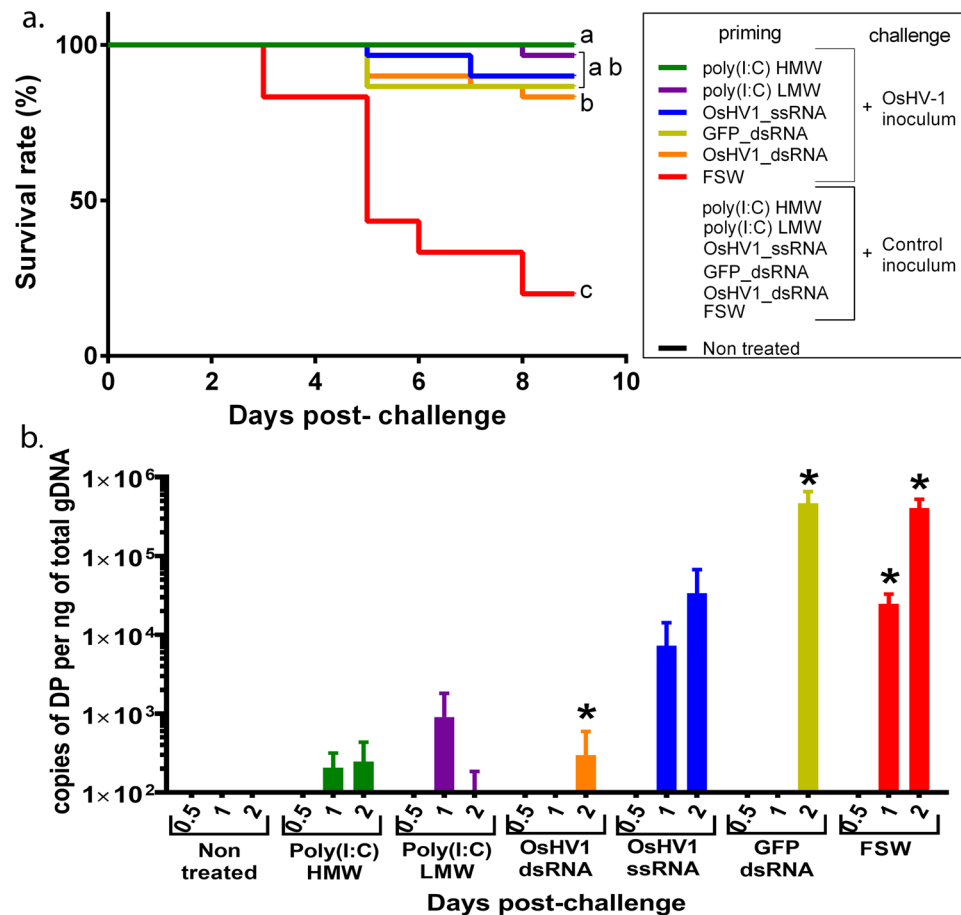 a.
Survival rate (%)
100
50
0
0 2 4 6 8 10
Days post- challenge
a
a b
b
c
priming challenge
poly(I:C) HMW
poly(I:C) LMW
OsHV1_ssRNA
GFP_dsRNA
OsHV1_dsRNA
FSW
+ OsHV-1
inoculum
poly(I:C) HMW
poly(I:C) LMW
OsHV1_ssRNA
GFP_dsRNA
OsHV1_dsRNA
FSW
+ Control
inoculum
Non treated
b.
copies of DP per ng of total gDNA
1×10⁶
1×10⁵
1×10⁴
1×10³
1×10²
* * * *
0.5 1 2 0.5 1 2 0.5 1 2 0.5 1 2 0.5 1 2 0.5 1 2 0.5 1 2
Non
treated
Poly(I:C)
HMW
Poly(I:C)
LMW
OsHV1
dsRNA
OsHV1
ssRNA
GFP
dsRNA
FSW
Days post-challenge